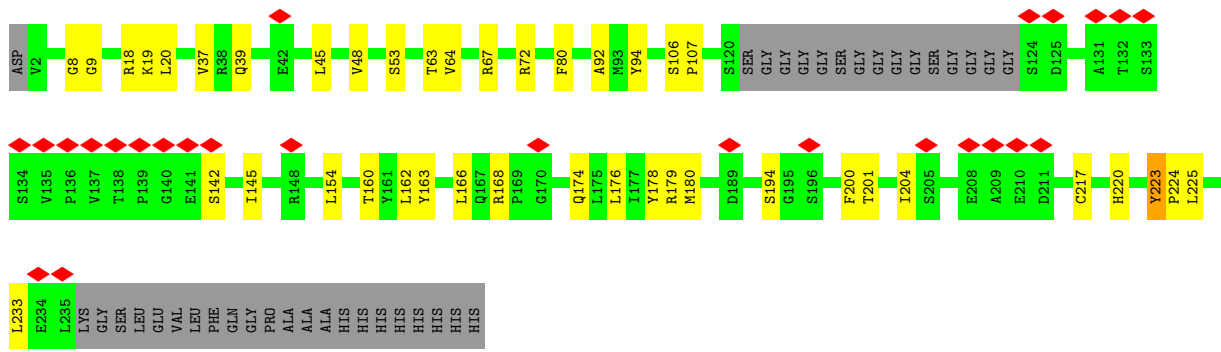 ASP V2 G8 G9 R18 K19 L20 V37 R38 Q39 E42 L45 V48 S53 T63 V64 R67 R72 F80 A92 M93 Y94 S106 P107 S120 SER GLY GLY GLY GLY SER GLY GLY GLY GLY SER GLY GLY GLY GLY S124 D125 A131 T132 S133
S134 V135 P136 V137 T138 P139 G140 E141 S142 I145 R148 L154 T160 Y161 L162 Y163 L166 Q167 R168 P169 G170 Q174 L175 L176 I177 Y178 R179 M180 D189 S194 G195 S196 F200 T201 I204 S205 E208 A209 E210 D211 C217 H220 Y223 P224 L225
L233 E234 L235 LYS GLY SER LEU GLU VAL LEU PHE GLN GLY PRO ALA ALA ALA HIS HIS HIS HIS HIS HIS HIS HIS